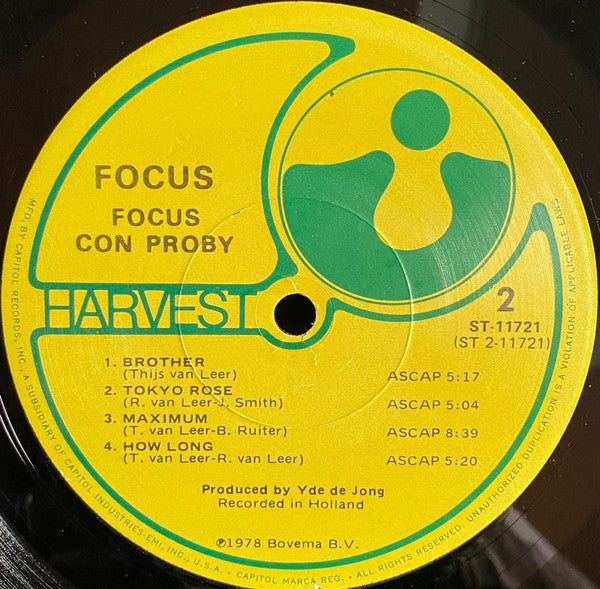 FOCUS
FOCUS
CON PROBY
HARVEST
2
ST-11721
(ST 2-11721)
1. BROTHER
(Thijs van Leer) ASCAP 5:17
2. TOKYO ROSE
(R. van Leer-J. Smith) ASCAP 5:04
3. MAXIMUM
(T. van Leer-B. Ruiter) ASCAP 8:39
4. HOW LONG
(T. van Leer-R. van Leer) ASCAP 5:20
Produced by Yde de Jong
Recorded in Holland
℗1978 Bovema B.V.
MFD. BY CAPITOL RECORDS, INC., A SUBSIDIARY OF CAPITOL INDUSTRIES-EMI, INC., U.S.A. • CAPITOL MARCA REG. • ALL RIGHTS RESERVED. UNAUTHORIZED DUPLICATION IS A VIOLATION OF APPLICABLE LAWS.